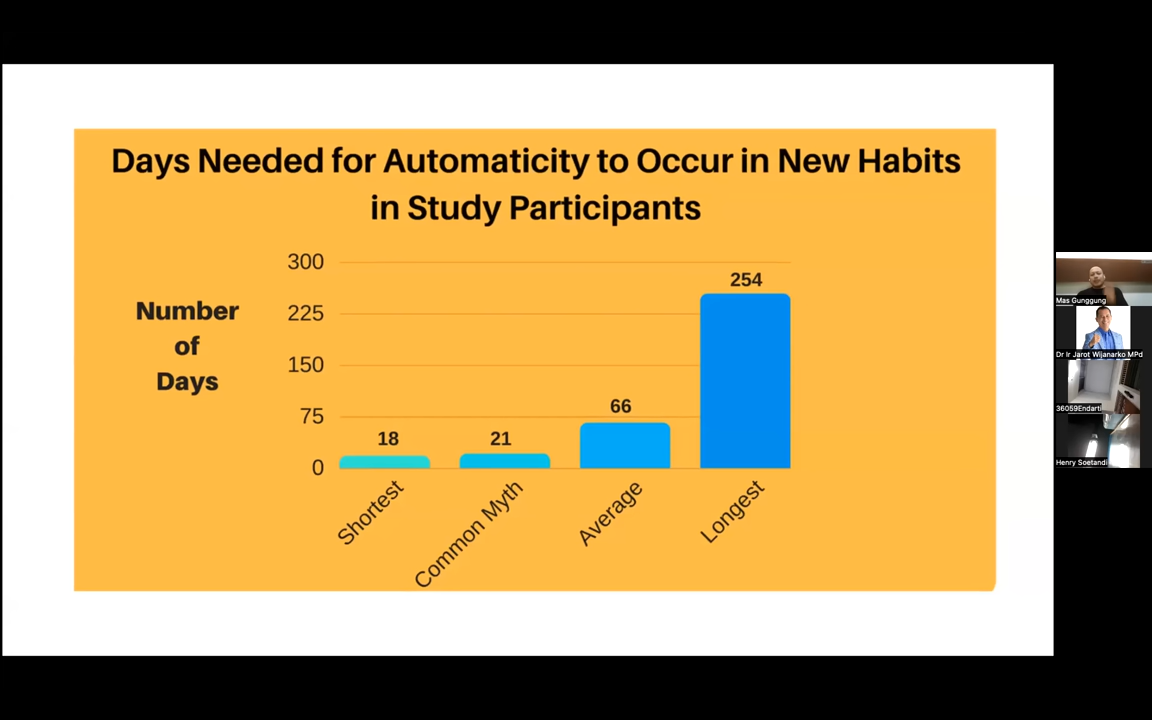 Days Needed for Automaticity to Occur in New Habits
in Study Participants
Number
of
Days
300
225
150
75
0
18
21
66
254
Shortest
Common Myth
Average
Longest
Mas Gunggung
Dr Ir Jarot Wijanarko MPd
36059Endarti
Henry Soetandi